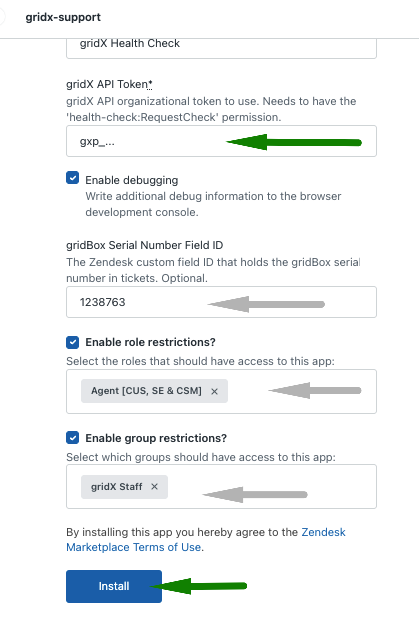 gridx-support
gridX Health Check
gridX API Token*
gridX API organizational token to use. Needs to have the
'health-check:RequestCheck' permission.
gxp_...
Enable debugging
Write additional debug information to the browser
development console.
gridBox Serial Number Field ID
The Zendesk custom field ID that holds the gridBox serial
number in tickets. Optional.
1238763
Enable role restrictions?
Select the roles that should have access to this app:
Agent [CUS, SE & CSM] ×
Enable group restrictions?
Select which groups should have access to this app:
gridX Staff ×
By installing this app you hereby agree to the Zendesk
Marketplace Terms of Use.
Install